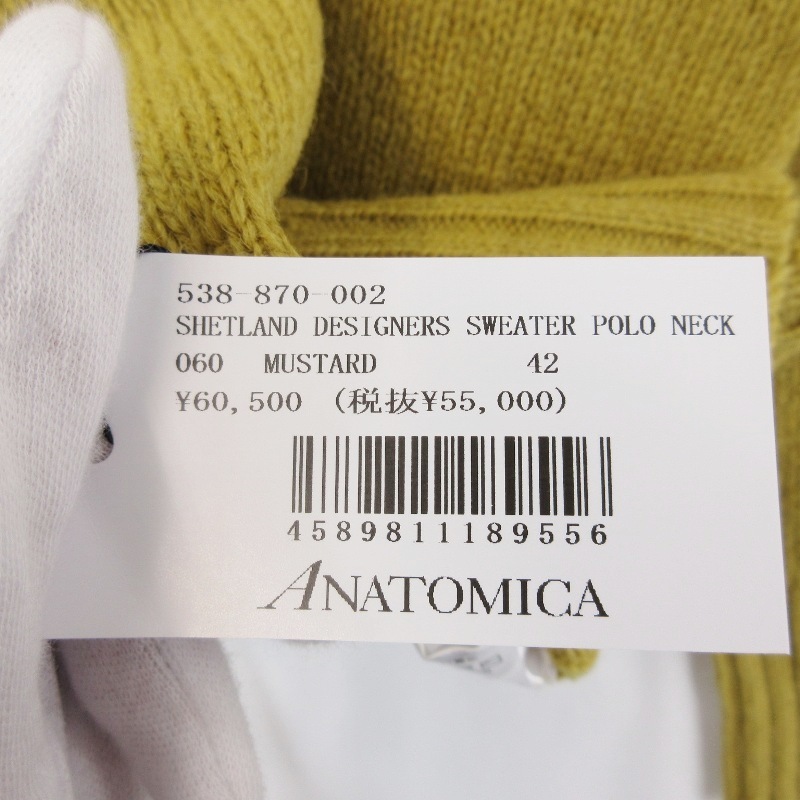 538-870-002
SHETLAND DESIGNERS SWEATER POLO NECK
060 MUSTARD 42
¥60,500 (税抜¥55,000)
4589811189556
ANATOMICA